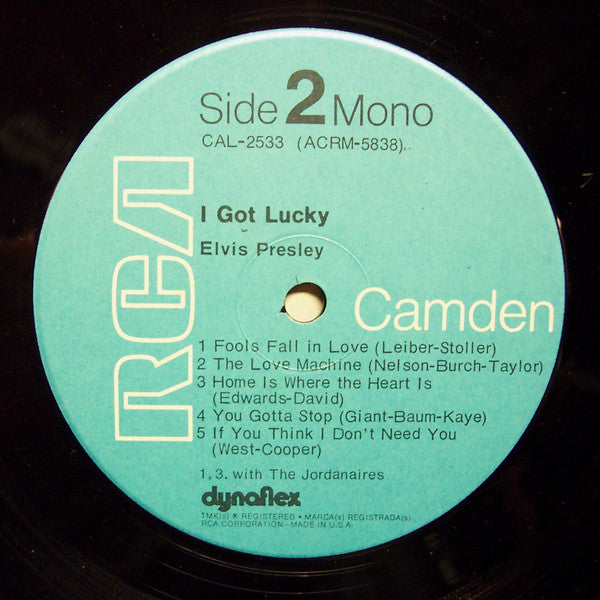 Side 2 Mono
CAL-2533 (ACRM-5838)
RCA
I Got Lucky
Elvis Presley
Camden
1 Fools Fall in Love (Leiber-Stoller)
2 The Love Machine (Nelson-Burch-Taylor)
3 Home Is Where the Heart Is
(Edwards-David)
4 You Gotta Stop (Giant-Baum-Kaye)
5 If You Think I Don't Need You
(West-Cooper)
1,3. with The Jordanaires
dynaflex
TMK(s) ® REGISTERED • MARCA(s) REGISTRADA(s)
RCA CORPORATION–MADE IN U.S.A.